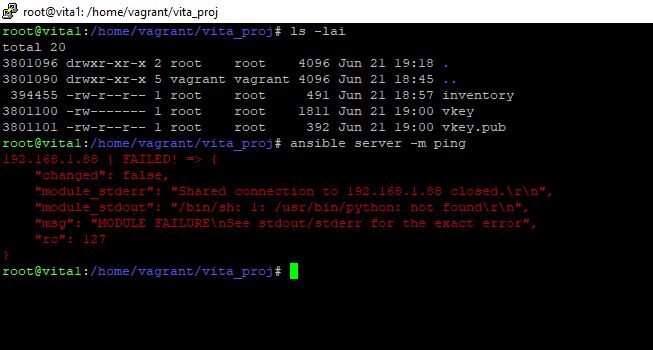 root@vita1: /home/vagrant/vita_proj
root@vita1:/home/vagrant/vita_proj# ls -lai
total 20
3801096 drwxr-xr-x 2 root    root    4096 Jun 21 19:18 .
3801090 drwxr-xr-x 5 vagrant vagrant 4096 Jun 21 18:45 ..
 394455 -rw-r--r-- 1 root    root     491 Jun 21 18:57 inventory
3801100 -rw------- 1 root    root    1811 Jun 21 19:00 vkey
3801101 -rw-r--r-- 1 root    root     392 Jun 21 19:00 vkey.pub
root@vita1:/home/vagrant/vita_proj# ansible server -m ping
192.168.1.88 | FAILED! => {
    "changed": false,
    "module_stderr": "Shared connection to 192.168.1.88 closed.\r\n",
    "module_stdout": "/bin/sh: 1: /usr/bin/python: not found\r\n",
    "msg": "MODULE FAILURE\nSee stdout/stderr for the exact error",
    "rc": 127
}
root@vita1:/home/vagrant/vita_proj#